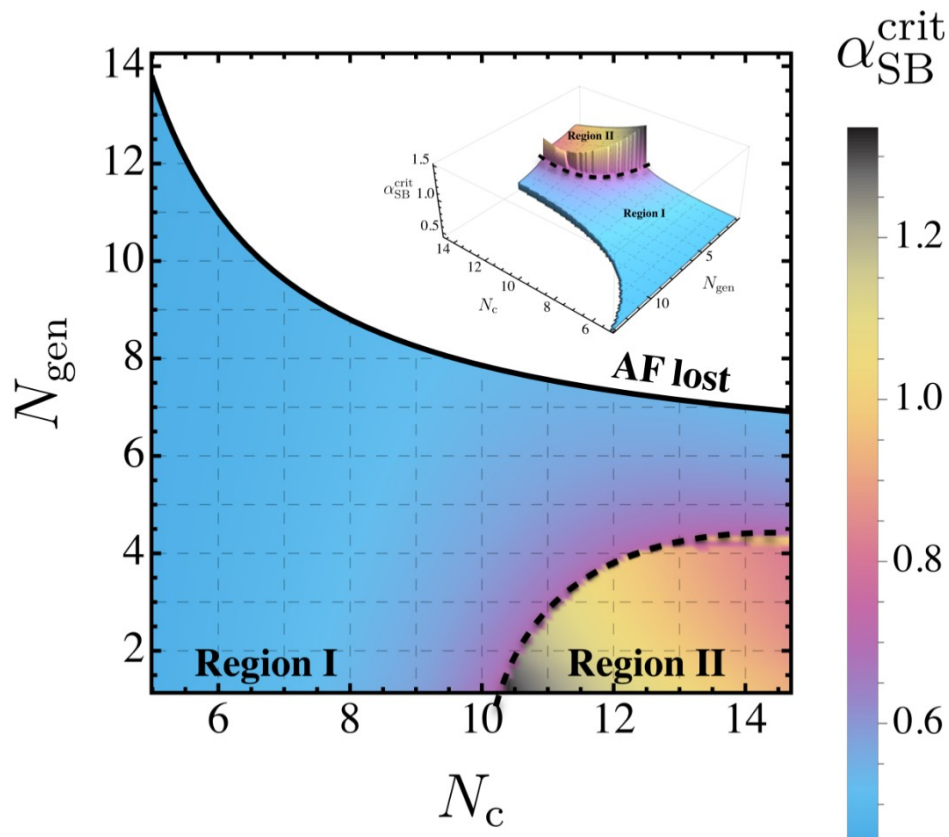 α_SB^crit
14
12
10
8
6
4
2
N_gen
6 8 10 12 14
N_c
AF lost
Region I
Region II
1.5
1.0
0.5
α_SB^crit
14 12 10 8 6
N_c
5
10
N_gen
Region II
Region I
1.2
1.0
0.8
0.6